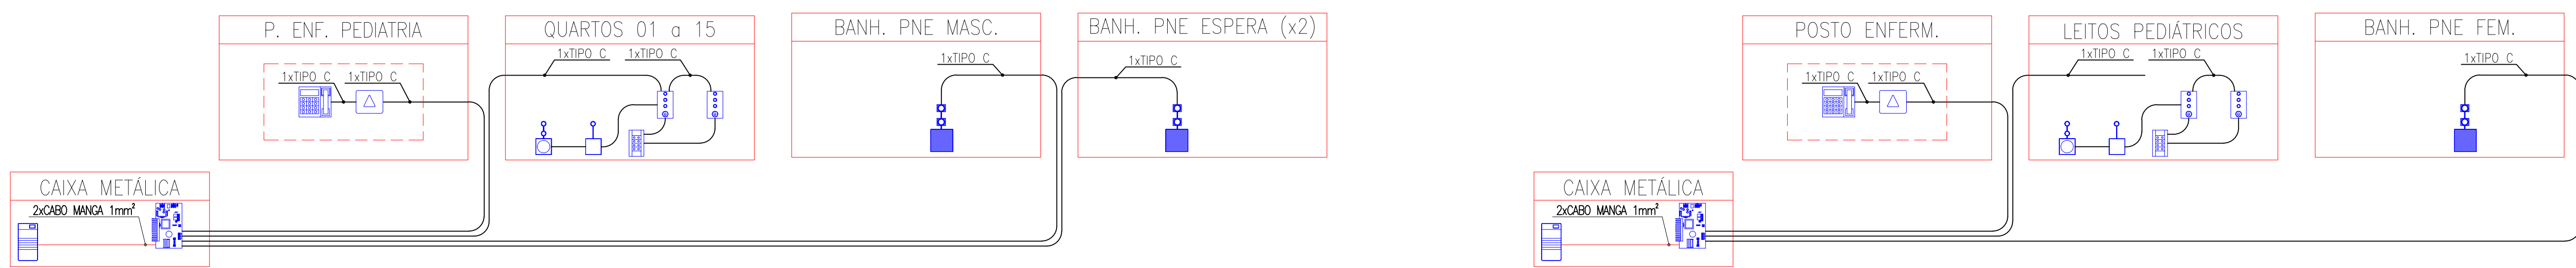 P. ENF. PEDIATRIA
1xTIPO C
1xTIPO C
QUARTOS 01 a 15
1xTIPO C
1xTIPO C
BANH. PNE MASC.
1xTIPO C
BANH. PNE ESPERA (x2)
1xTIPO C
CAIXA METÁLICA
2xCABO MANGA 1mm²
POSTO ENFERM.
1xTIPO C
1xTIPO C
LEITOS PEDIÁTRICOS
1xTIPO C
1xTIPO C
BANH. PNE FEM.
1xTIPO C
CAIXA METÁLICA
2xCABO MANGA 1mm²